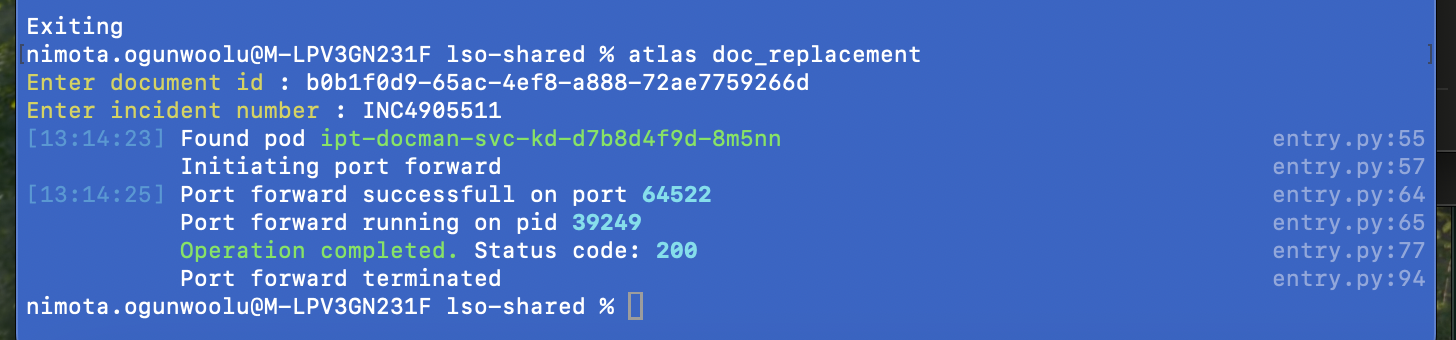 Exiting
[nimota.ogunwoolu@M-LPV3GN231F lso-shared % atlas doc_replacement ]
Enter document id : b0b1f0d9-65ac-4ef8-a888-72ae7759266d
Enter incident number : INC4905511
[13:14:23] Found pod ipt-docman-svc-kd-d7b8d4f9d-8m5nn entry.py:55
Initiating port forward entry.py:57
[13:14:25] Port forward successfull on port 64522 entry.py:64
Port forward running on pid 39249 entry.py:65
Operation completed. Status code: 200 entry.py:77
Port forward terminated entry.py:94
nimota.ogunwoolu@M-LPV3GN231F lso-shared %